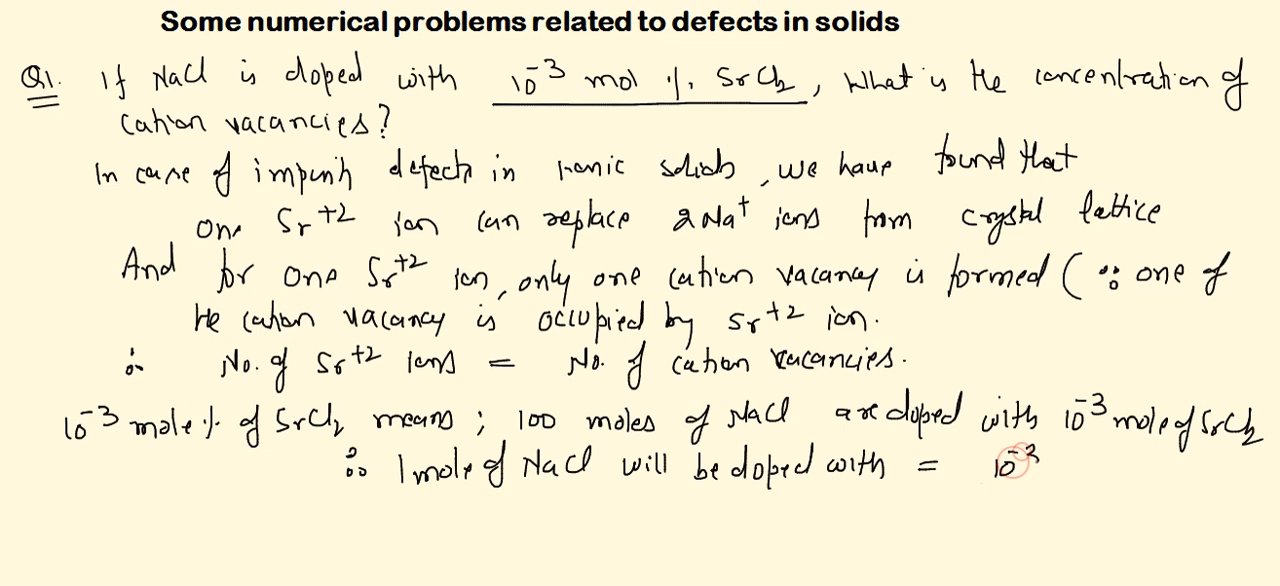 Some numerical problems related to defects in solids
Q1. If NaCl is doped with 10⁻³ mol % SrCl₂, What is the concentration of
cation vacancies?
In case of impurity defects in ionic solids, we have found that
One Sr⁺² ion can replace 2 Na⁺ ions from crystal lattice
And for one Sr⁺² ion, only one cation vacancy is formed (∵ one of
the cation vacancy is occupied by Sr⁺² ion.
∴ No. of Sr⁺² ions = No. of cation vacancies.
10⁻³ mole % of SrCl₂ means ; 100 moles of NaCl are doped with 10⁻³ mole of SrCl₂
∴ 1 mole of NaCl will be doped with = 10⁻³